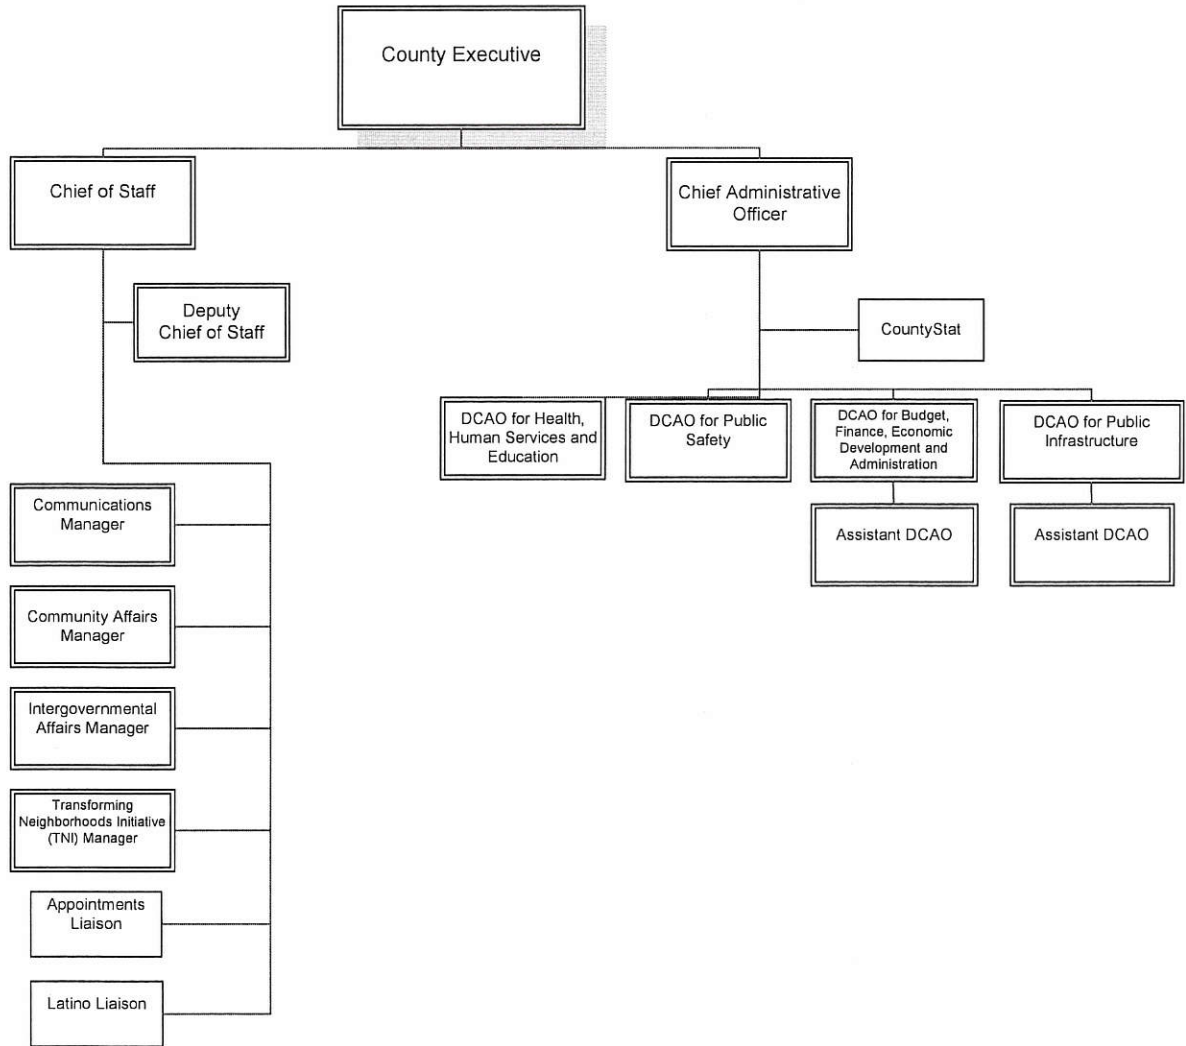 County Executive
Chief of Staff
Chief Administrative
Officer
Deputy
Chief of Staff
CountyStat
DCAO for Health,
Human Services and
Education
DCAO for Public
Safety
DCAO for Budget,
Finance, Economic
Development and
Administration
DCAO for Public
Infrastructure
Assistant DCAO
Assistant DCAO
Communications
Manager
Community Affairs
Manager
Intergovernmental
Affairs Manager
Transforming
Neighborhoods Initiative
(TNI) Manager
Appointments
Liaison
Latino Liaison